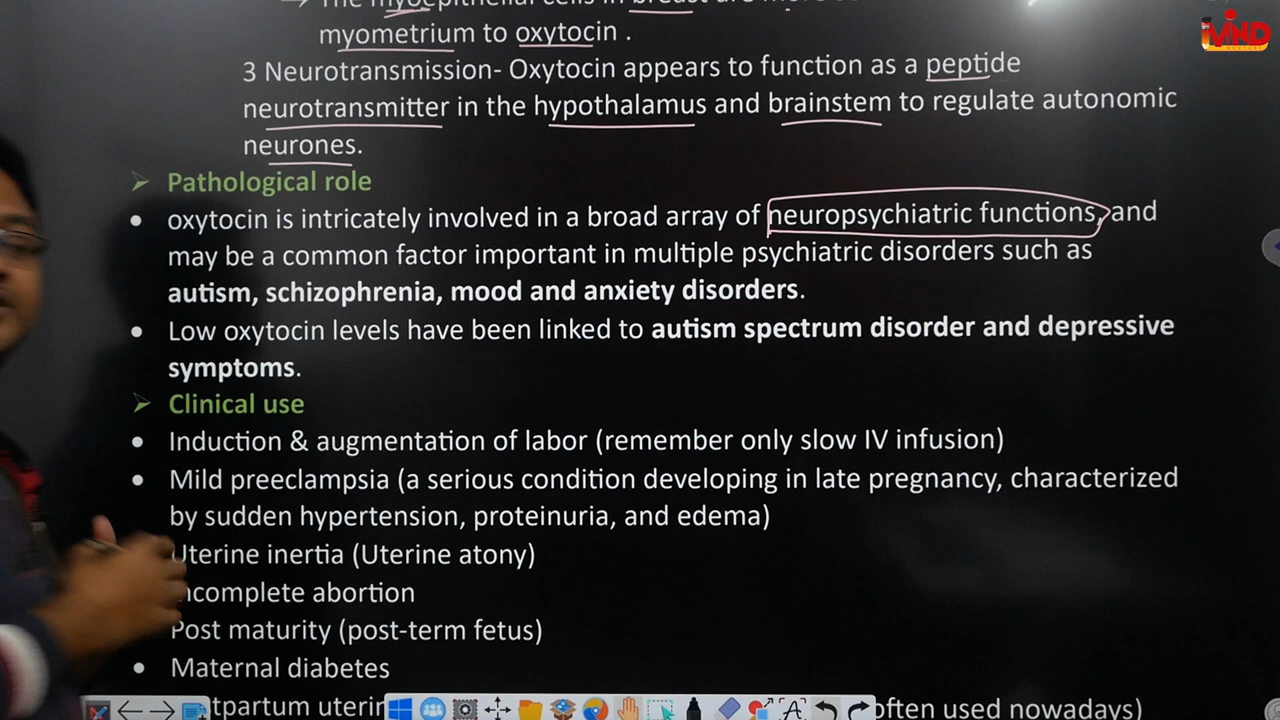 myometrium to oxytocin .
3 Neurotransmission- Oxytocin appears to function as a peptide
neurotransmitter in the hypothalamus and brainstem to regulate autonomic
neurones.
Pathological role
oxytocin is intricately involved in a broad array of neuropsychiatric functions, and
may be a common factor important in multiple psychiatric disorders such as
autism, schizophrenia, mood and anxiety disorders.
Low oxytocin levels have been linked to autism spectrum disorder and depressive
symptoms.
Clinical use
Induction & augmentation of labor (remember only slow IV infusion)
Mild preeclampsia (a serious condition developing in late pregnancy, characterized
by sudden hypertension, proteinuria, and edema)
Uterine inertia (Uterine atony)
ncomplete abortion
Post maturity (post-term fetus)
Maternal diabetes
tpartum uterin often used nowadays)